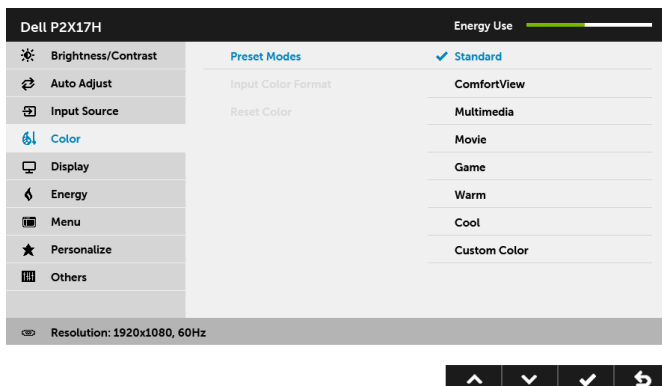 Dell P2X17H
Energy Use
Brightness/Contrast
Auto Adjust
Input Source
Color
Display
Energy
Menu
Personalize
Others
Preset Modes
Input Color Format
Reset Color
Standard
ComfortView
Multimedia
Movie
Game
Warm
Cool
Custom Color
Resolution: 1920x1080, 60Hz